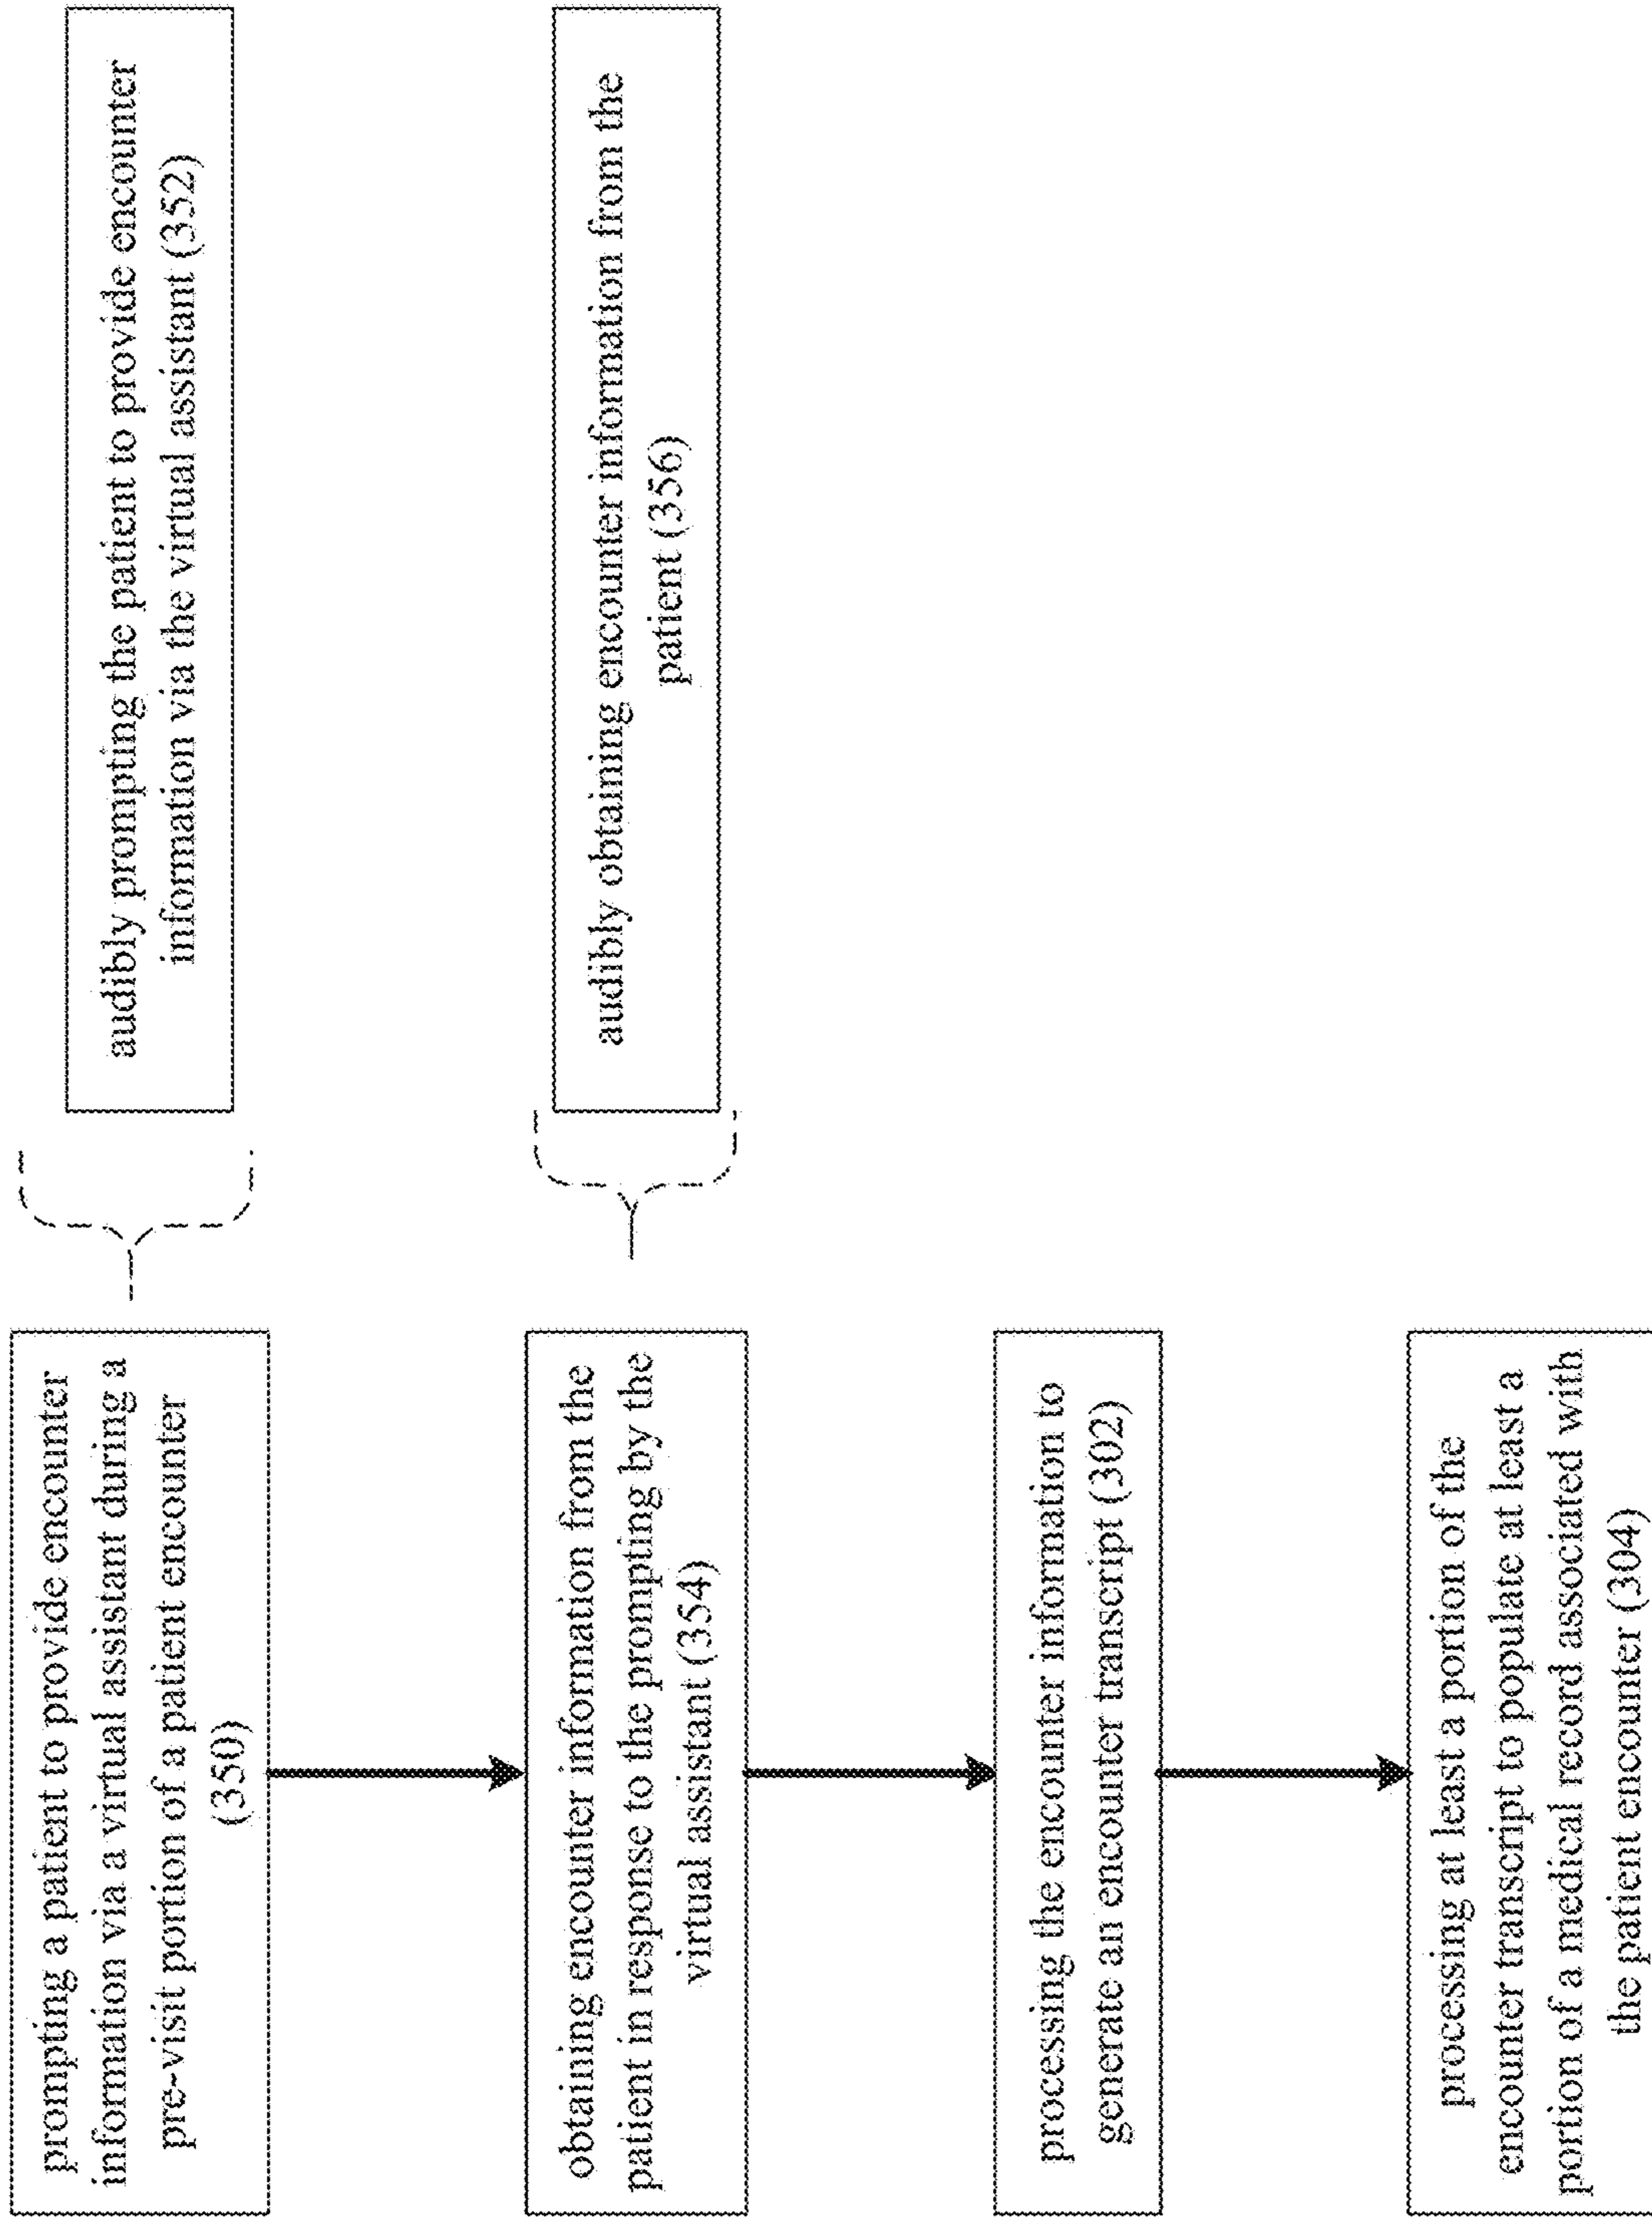 prompting a patient to provide encounter
information via a virtual assistant during a
pre-visit portion of a patient encounter
(350)
audibly prompting the patient to provide encounter
information via the virtual assistant (352)
obtaining encounter information from the
patient in response to the prompting by the
virtual assistant (354)
audibly obtaining encounter information from the
patient (356)
processing the encounter information to
generate an encounter transcript (302)
processing at least a portion of the
encounter transcript to populate at least a
portion of a medical record associated with
the patient encounter (304)